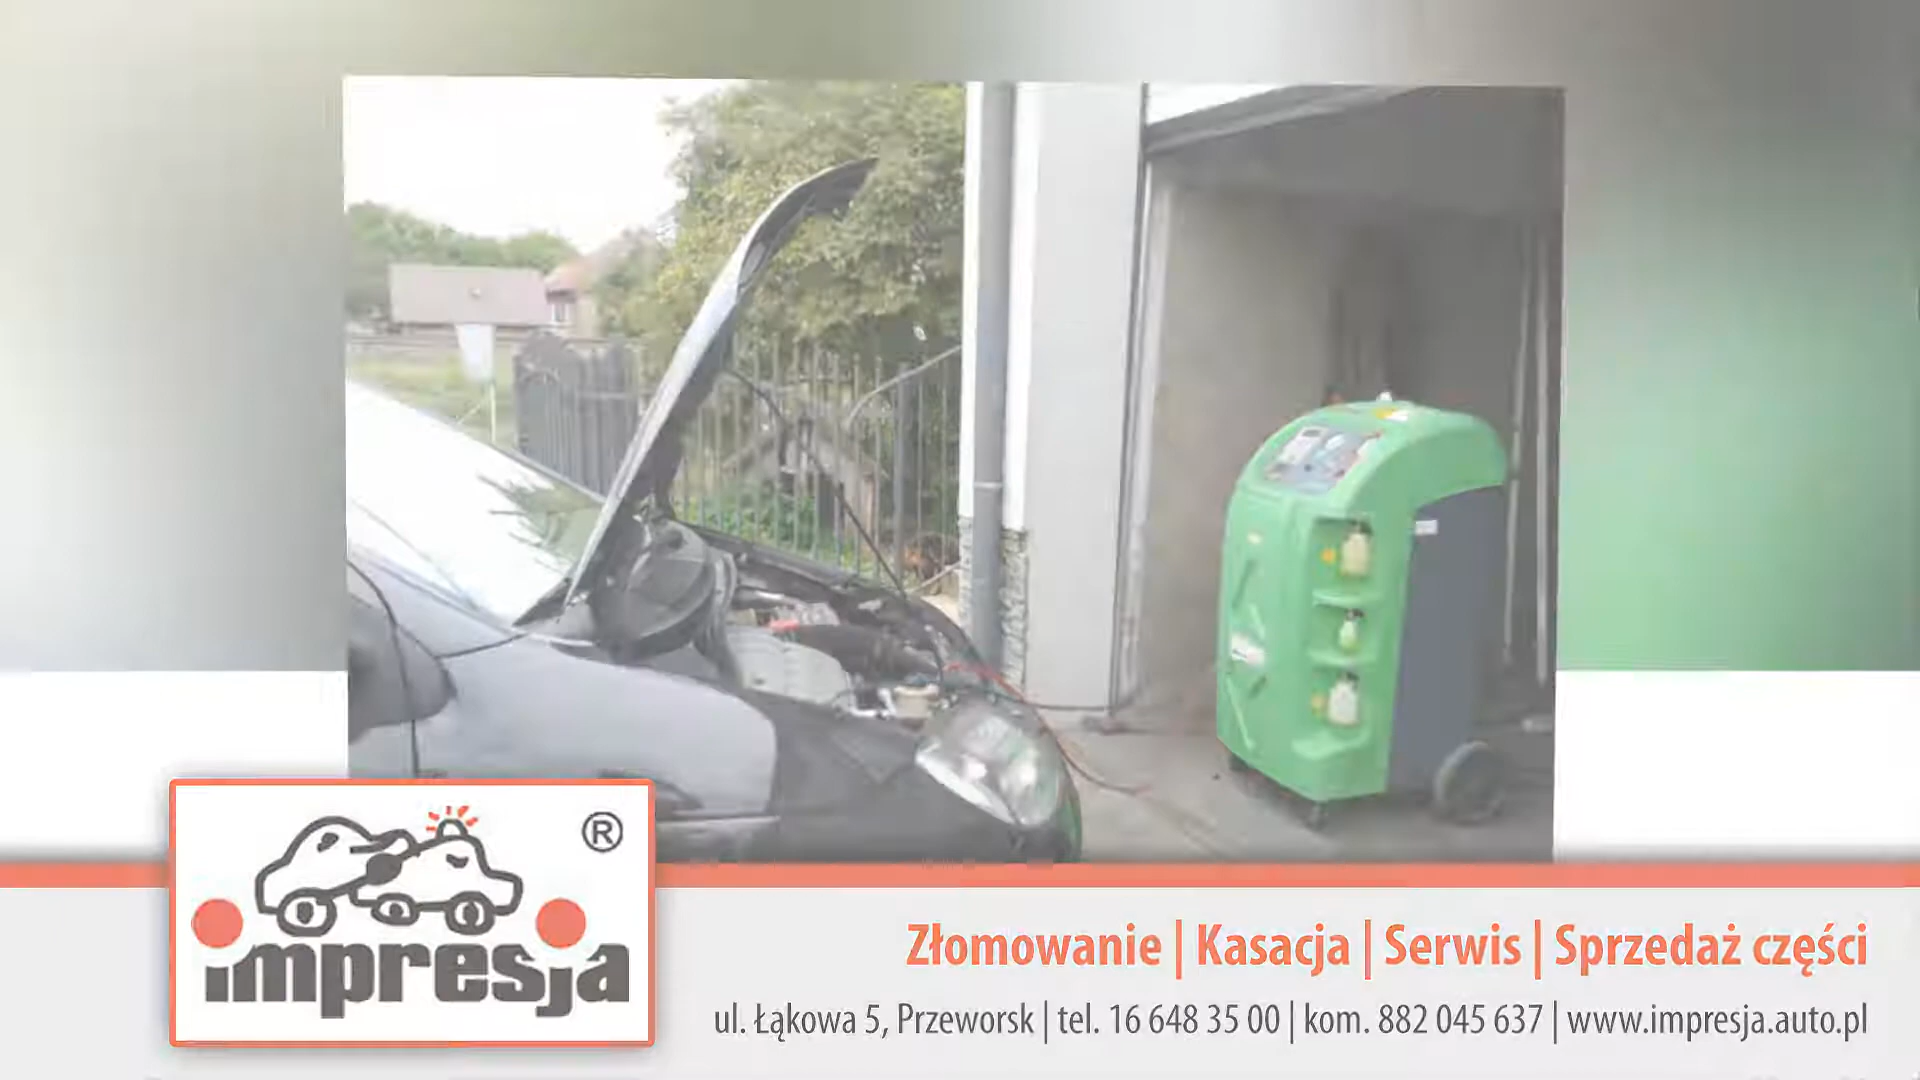 ®
impresja
Złomowanie | Kasacja | Serwis | Sprzedaż części
ul. Łąkowa 5, Przeworsk | tel. 16 648 35 00 | kom. 882 045 637 | www.impresja.auto.pl